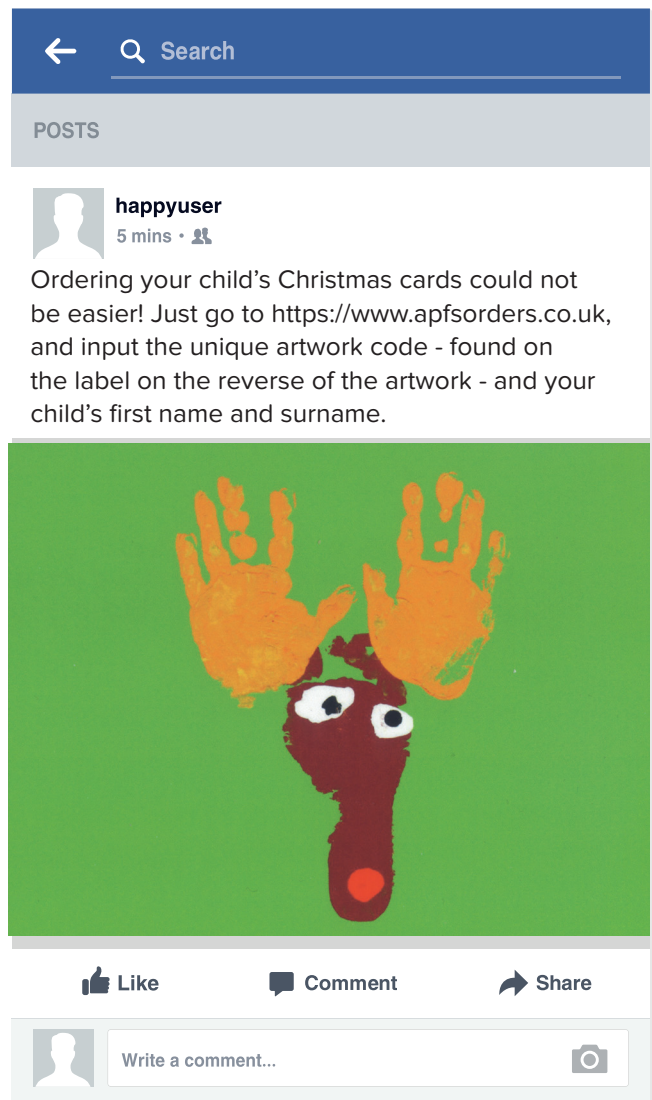 Search
POSTS
happyuser
5 mins •
Ordering your child’s Christmas cards could not
be easier! Just go to https://www.apfsorders.co.uk,
and input the unique artwork code - found on
the label on the reverse of the artwork - and your
child’s first name and surname.
Like Comment Share
Write a comment...